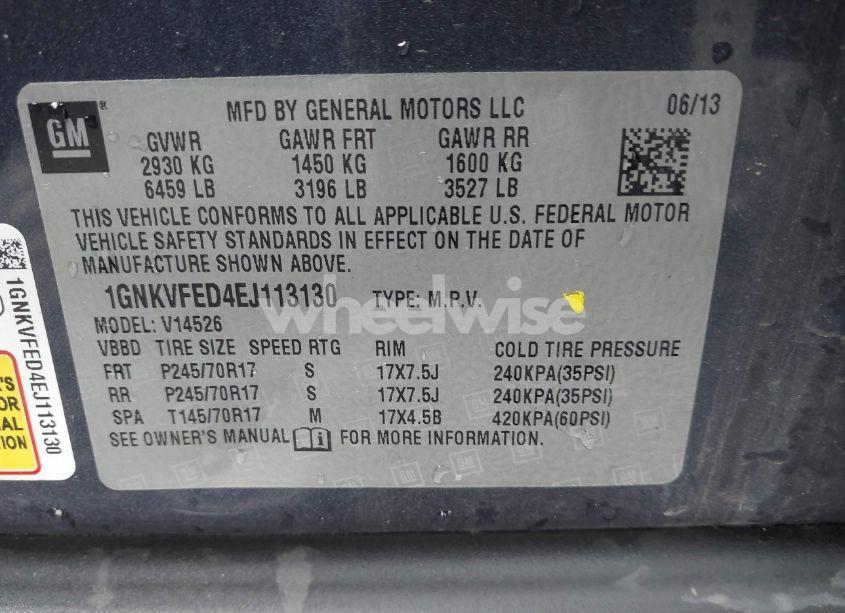 GM®
MFD BY GENERAL MOTORS LLC 06/13
GVWR GAWR FRT GAWR RR
2930 KG 1450 KG 1600 KG
6459 LB 3196 LB 3527 LB
THIS VEHICLE CONFORMS TO ALL APPLICABLE U.S. FEDERAL MOTOR
VEHICLE SAFETY STANDARDS IN EFFECT ON THE DATE OF
MANUFACTURE SHOWN ABOVE.
1GNKVFED4EJ113130 TYPE: M.P.V.
wheelwise
MODEL: V14526
VBBD TIRE SIZE SPEED RTG RIM COLD TIRE PRESSURE
FRT P245/70R17 S 17X7.5J 240KPA(35PSI)
RR P245/70R17 S 17X7.5J 240KPA(35PSI)
SPA T145/70R17 M 17X4.5B 420KPA(60PSI)
SEE OWNER'S MANUAL i FOR MORE INFORMATION.
1GNKVFED4EJ113130